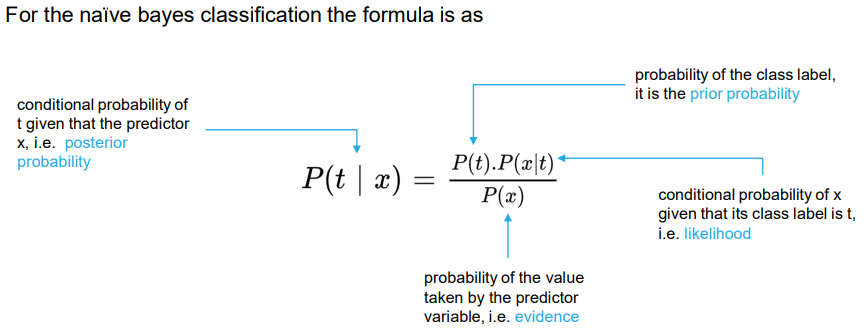 For the naïve bayes classification the formula is as
probability of the class label,
it is the prior probability
conditional probability of
t given that the predictor
x, i.e. posterior
probability
P(t | x) = P(t).P(x|t) / P(x)
conditional probability of x
given that its class label is t,
i.e. likelihood
probability of the value
taken by the predictor
variable, i.e. evidence